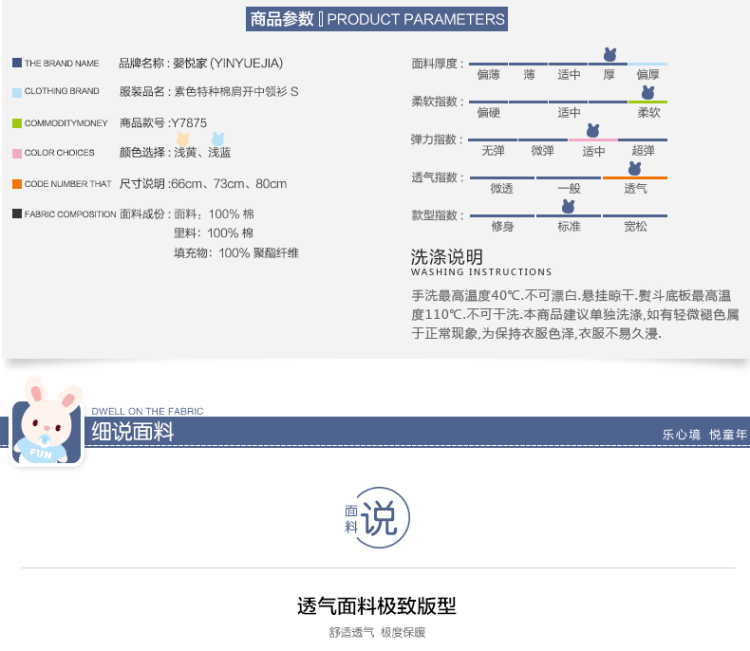 商品参数 PRODUCT PARAMETERS
THE BRAND NAME 品牌名称 : 婴悦家 (YINYUEJIA)
CLOTHING BRAND 服装品名 : 素色特种棉肩开中领衫 S
COMMODITYMONEY 商品款号 :Y7875
COLOR CHOICES 颜色选择 : 浅黄、浅蓝
CODE NUMBER THAT 尺寸说明 :66cm、73cm、80cm
FABRIC COMPOSITION 面料成份 : 面料：100% 棉
里料：100% 棉
填充物：100% 聚酯纤维
面料厚度 :
偏薄 薄 适中 厚 偏厚
柔软指数 :
偏硬 适中 柔软
弹力指数 :
无弹 微弹 适中 超弹
透气指数 :
微透 一般 透气
款型指数 :
修身 标准 宽松
洗涤说明
WASHING INSTRUCTIONS
手洗最高温度40℃.不可漂白.悬挂晾干.熨斗底板最高温
度110℃.不可干洗.本商品建议单独洗涤,如有轻微褪色属
于正常现象,为保持衣服色泽,衣服不易久浸.
DWELL ON THE FABRIC
细说面料
乐心境 悦童年
FUN
面料 说
透气面料极致版型
舒适透气 极度保暖